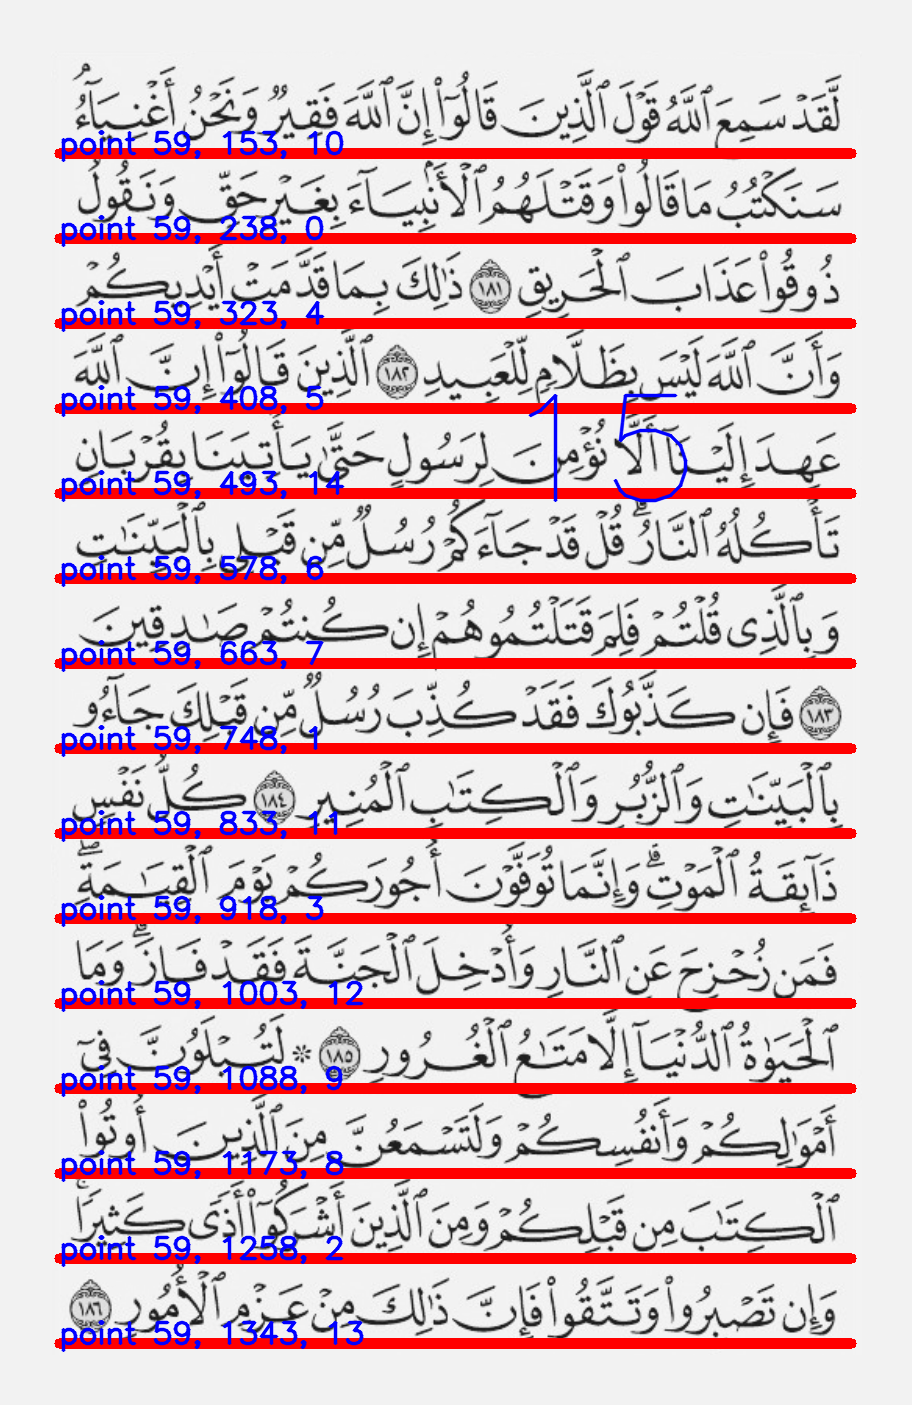 لَّقَدْ سَمِعَ ٱللَّهُ قَوْلَ ٱلَّذِينَ قَالُوٓا۟ إِنَّ ٱللَّهَ فَقِيرٌ وَنَحْنُ أَغْنِيَآءُ
point 59, 153, 10
سَنَكْتُبُ مَا قَالُوا۟ وَقَتْلَهُمُ ٱلْأَنۢبِيَآءَ بِغَيْرِ حَقٍّ وَنَقُولُ
point 59, 238, 0
ذُوقُوا۟ عَذَابَ ٱلْحَرِيقِ ١٨١ ذَٰلِكَ بِمَا قَدَّمَتْ أَيْدِيكُمْ
point 59, 323, 4
وَأَنَّ ٱللَّهَ لَيْسَ بِظَلَّامٍ لِّلْعَبِيدِ ١٨٢ ٱلَّذِينَ قَالُوٓا۟ إِنَّ ٱللَّهَ
point 59, 408, 5
15
عَهِدَ إِلَيْنَآ أَلَّا نُؤْمِنَ لِرَسُولٍ حَتَّىٰ يَأْتِيَنَا بِقُرْبَانٍ
point 59, 493, 14
تَأْكُلُهُ ٱلنَّارُ ۗ قُلْ قَدْ جَآءَكُمْ رُسُلٌ مِّن قَبْلِى بِٱلْبَيِّنَٰتِ
point 59, 578, 6
وَبِٱلَّذِى قُلْتُمْ فَلِمَ قَتَلْتُمُوهُمْ إِن كُنتُمْ صَٰدِقِينَ
point 59, 663, 7
١٨٣ فَإِن كَذَّبُوكَ فَقَدْ كُذِّبَ رُسُلٌ مِّن قَبْلِكَ جَآءُو
point 59, 748, 1
بِٱلْبَيِّنَٰتِ وَٱلزُّبُرِ وَٱلْكِتَٰبِ ٱلْمُنِيرِ ١٨٤ كُلُّ نَفْسٍ
point 59, 833, 11
ذَآئِقَةُ ٱلْمَوْتِ ۗ وَإِنَّمَا تُوَفَّوْنَ أُجُورَكُمْ يَوْمَ ٱلْقِيَٰمَةِ ۖ
point 59, 918, 3
فَمَن زُحْزِحَ عَنِ ٱلنَّارِ وَأُدْخِلَ ٱلْجَنَّةَ فَقَدْ فَازَ ۗ وَمَا
point 59, 1003, 12
ٱلْحَيَوٰةُ ٱلدُّنْيَآ إِلَّا مَتَٰعُ ٱلْغُرُورِ ١٨٥ ۞ لَتُبْلَوُنَّ فِىٓ
point 59, 1088, 9
أَمْوَٰلِكُمْ وَأَنفُسِكُمْ وَلَتَسْمَعُنَّ مِنَ ٱلَّذِينَ أُوتُوا۟
point 59, 1173, 8
ٱلْكِتَٰبَ مِن قَبْلِكُمْ وَمِنَ ٱلَّذِينَ أَشْرَكُوٓا۟ أَذًى كَثِيرًا ۚ
point 59, 1258, 2
وَإِن تَصْبِرُوا۟ وَتَتَّقُوا۟ فَإِنَّ ذَٰلِكَ مِنْ عَزْمِ ٱلْأُمُورِ ١٨٦
point 59, 1343, 13